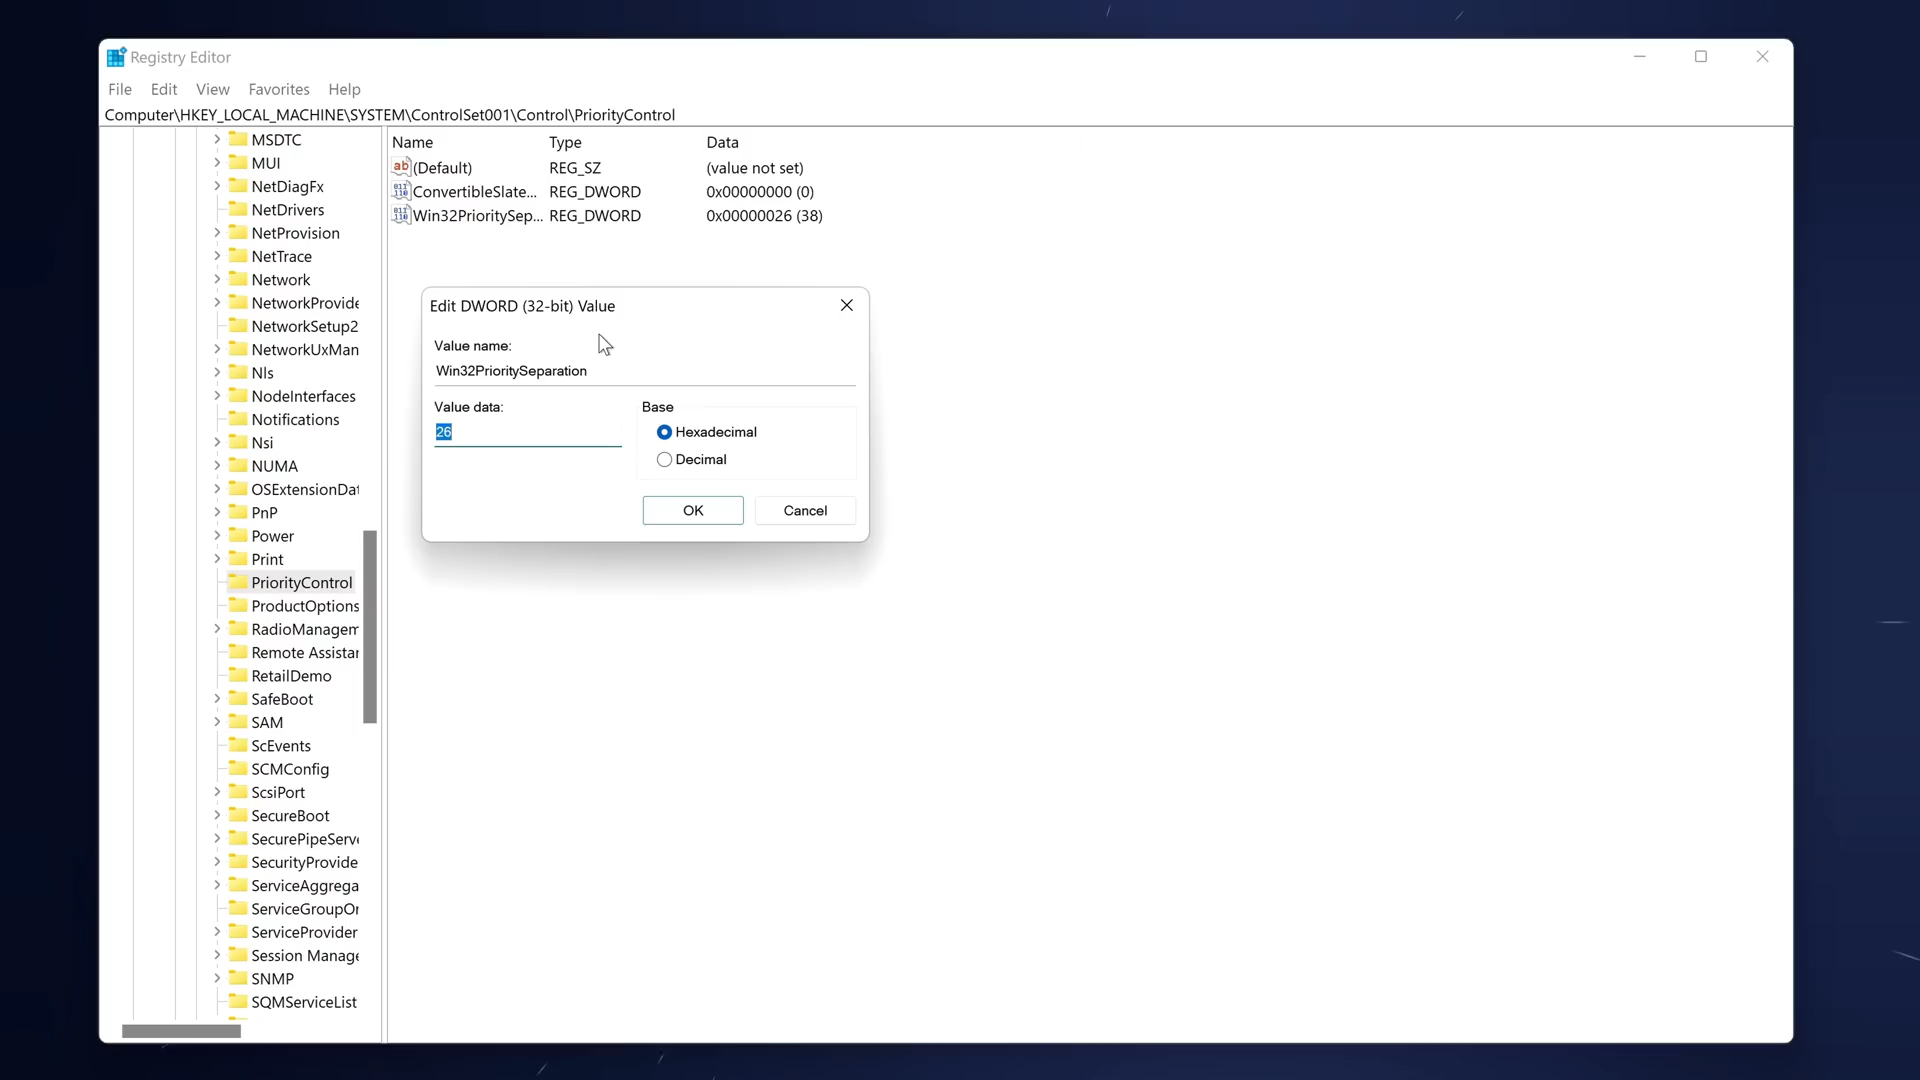 Registry Editor
File Edit View Favorites Help
Computer\HKEY_LOCAL_MACHINE\SYSTEM\ControlSet001\Control\PriorityControl
MSDTC
MUI
NetDiagFx
NetDrivers
NetProvision
NetTrace
Network
NetworkProvide
NetworkSetup2
NetworkUxMan
Nls
NodeInterfaces
Notifications
Nsi
NUMA
OSExtensionDat
PnP
Power
Print
PriorityControl
ProductOptions
RadioManagem
Remote Assistan
RetailDemo
SafeBoot
SAM
ScEvents
SCMConfig
ScsiPort
SecureBoot
SecurePipeServe
SecurityProvide
ServiceAggrega
ServiceGroupOr
ServiceProvider
Session Manage
SNMP
SQMServiceList
Name Type Data
(Default) REG_SZ (value not set)
ConvertibleSlate... REG_DWORD 0x00000000 (0)
Win32PrioritySep... REG_DWORD 0x00000026 (38)
Edit DWORD (32-bit) Value
Value name:
Win32PrioritySeparation
Value data:
26
Base
Hexadecimal
Decimal
OK Cancel